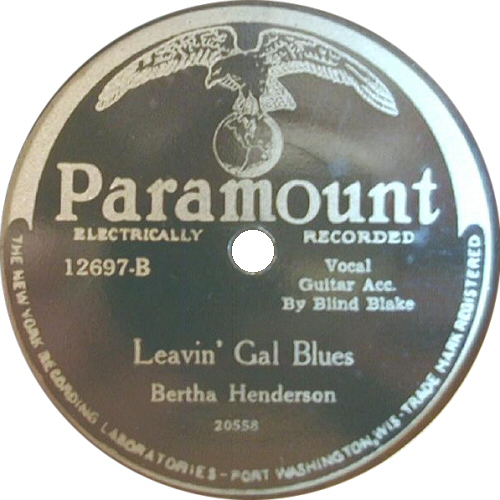 Paramount
ELECTRICALLY RECORDED
12697-B
Vocal
Guitar Acc.
By Blind Blake
Leavin' Gal Blues
Bertha Henderson
20558
THE NEW YORK RECORDING LABORATORIES - PORT WASHINGTON, WIS - TRADE MARK REGISTERED